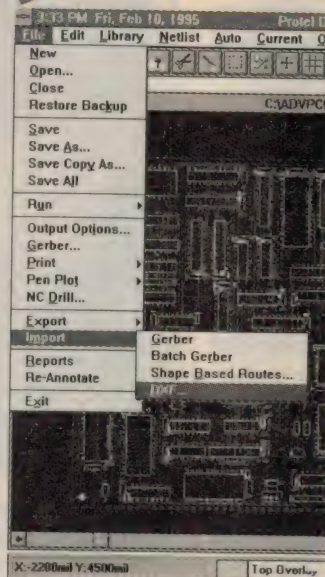 3:33 PM Fri, Feb 10, 1995 Protel
File Edit Library Netlist Auto Current
C:\ADVPC
New
Open...
Close
Restore Backup
Save
Save As...
Save Copy As...
Save All
Run
Output Options...
Gerber...
Print
Pen Plot
NC Drill...
Export
Import
Reports
Re-Annotate
Exit
Gerber
Batch Gerber
Shape Based Routes...
DXF...
X:-2200mil Y:4500mil Top Overlay